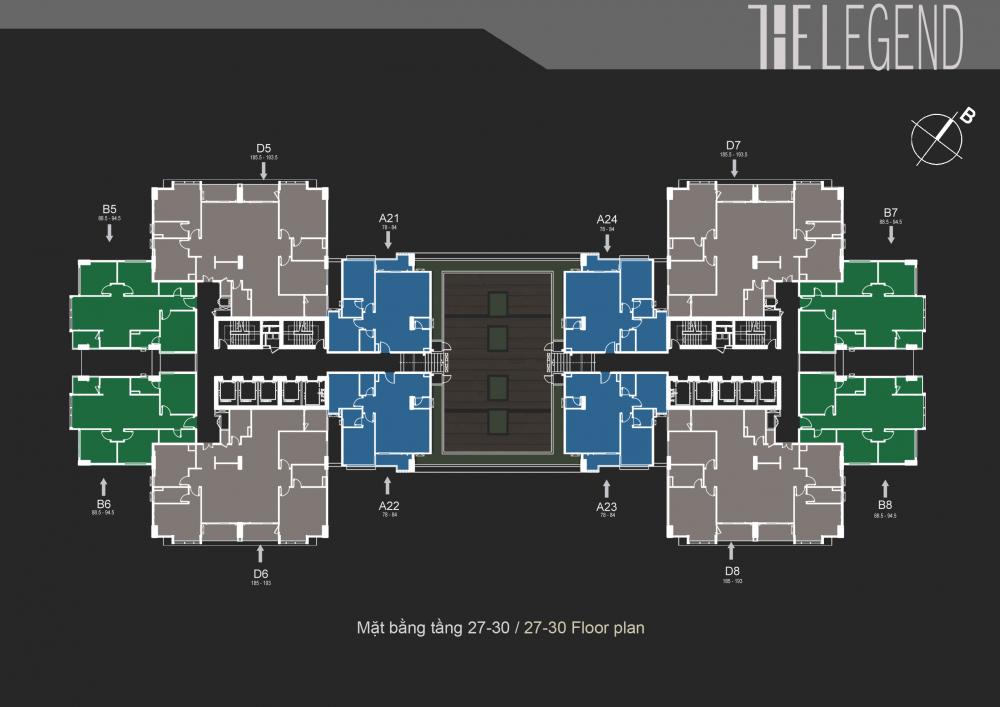 THE LEGEND
B
D5
185.5 - 193.5
D7
185.5 - 193.5
B5
88.5 - 94.5
A21
78 - 84
A24
78 - 84
B7
88.5 - 94.5
B6
88.5 - 94.5
A22
78 - 84
A23
78 - 84
B8
88.5 - 94.5
D6
185 - 193
D8
185 - 193
Mặt bằng tầng 27-30 / 27-30 Floor plan